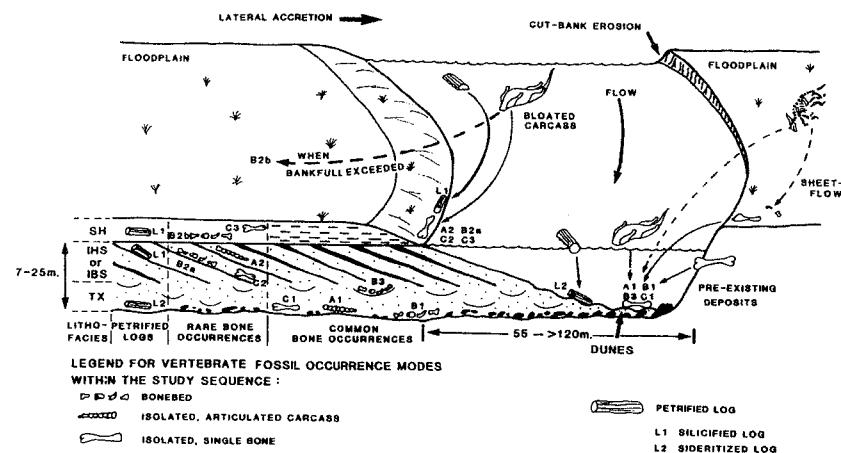 LATERAL ACCRETION
CUT-BANK EROSION
FLOODPLAIN
FLOODPLAIN
FLOW
BLOATED
CARCASS
B2b
WHEN
BANKFULL EXCEEDED
SHEET-
FLOW
L1
A2 B2a
C2 C3
SH
L1
B2b
C3
IHS
or
IBS
L1
B2a
A2
C2
7-25m.
B3
L2
A1 B1
B3 C1
PRE-EXISTING
DEPOSITS
TX
L2
C1
A1
B1
LITHO-
FACIES
PETRIFIED
LOGS
RARE BONE
OCCURRENCES
COMMON
BONE OCCURRENCES
55 - >120m.
DUNES
LEGEND FOR VERTEBRATE FOSSIL OCCURRENCE MODES
WITHIN THE STUDY SEQUENCE :
BONEBED
ISOLATED, ARTICULATED CARCASS
ISOLATED, SINGLE BONE
PETRIFIED LOG
L1 SILICIFIED LOG
L2 SIDERITIZED LOG